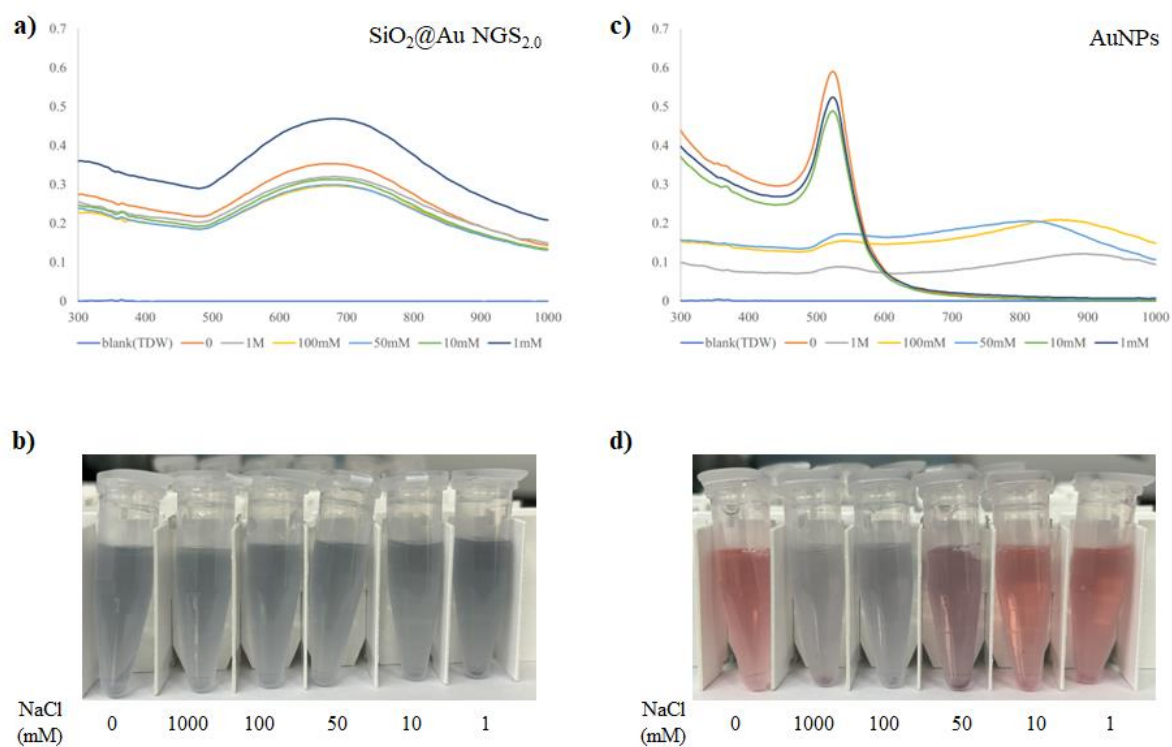 a)
SiO2@Au NGS2.0
0.7
0.6
0.5
0.4
0.3
0.2
0.1
0
300 400 500 600 700 800 900 1000
blank(TDW) 0 1M 100mM 50mM 10mM 1mM
c)
AuNPs
0.7
0.6
0.5
0.4
0.3
0.2
0.1
0
300 400 500 600 700 800 900 1000
blank(TDW) 0 1M 100mM 50mM 10mM 1mM
b)
NaCl
(mM)
0 1000 100 50 10 1
d)
NaCl
(mM)
0 1000 100 50 10 1